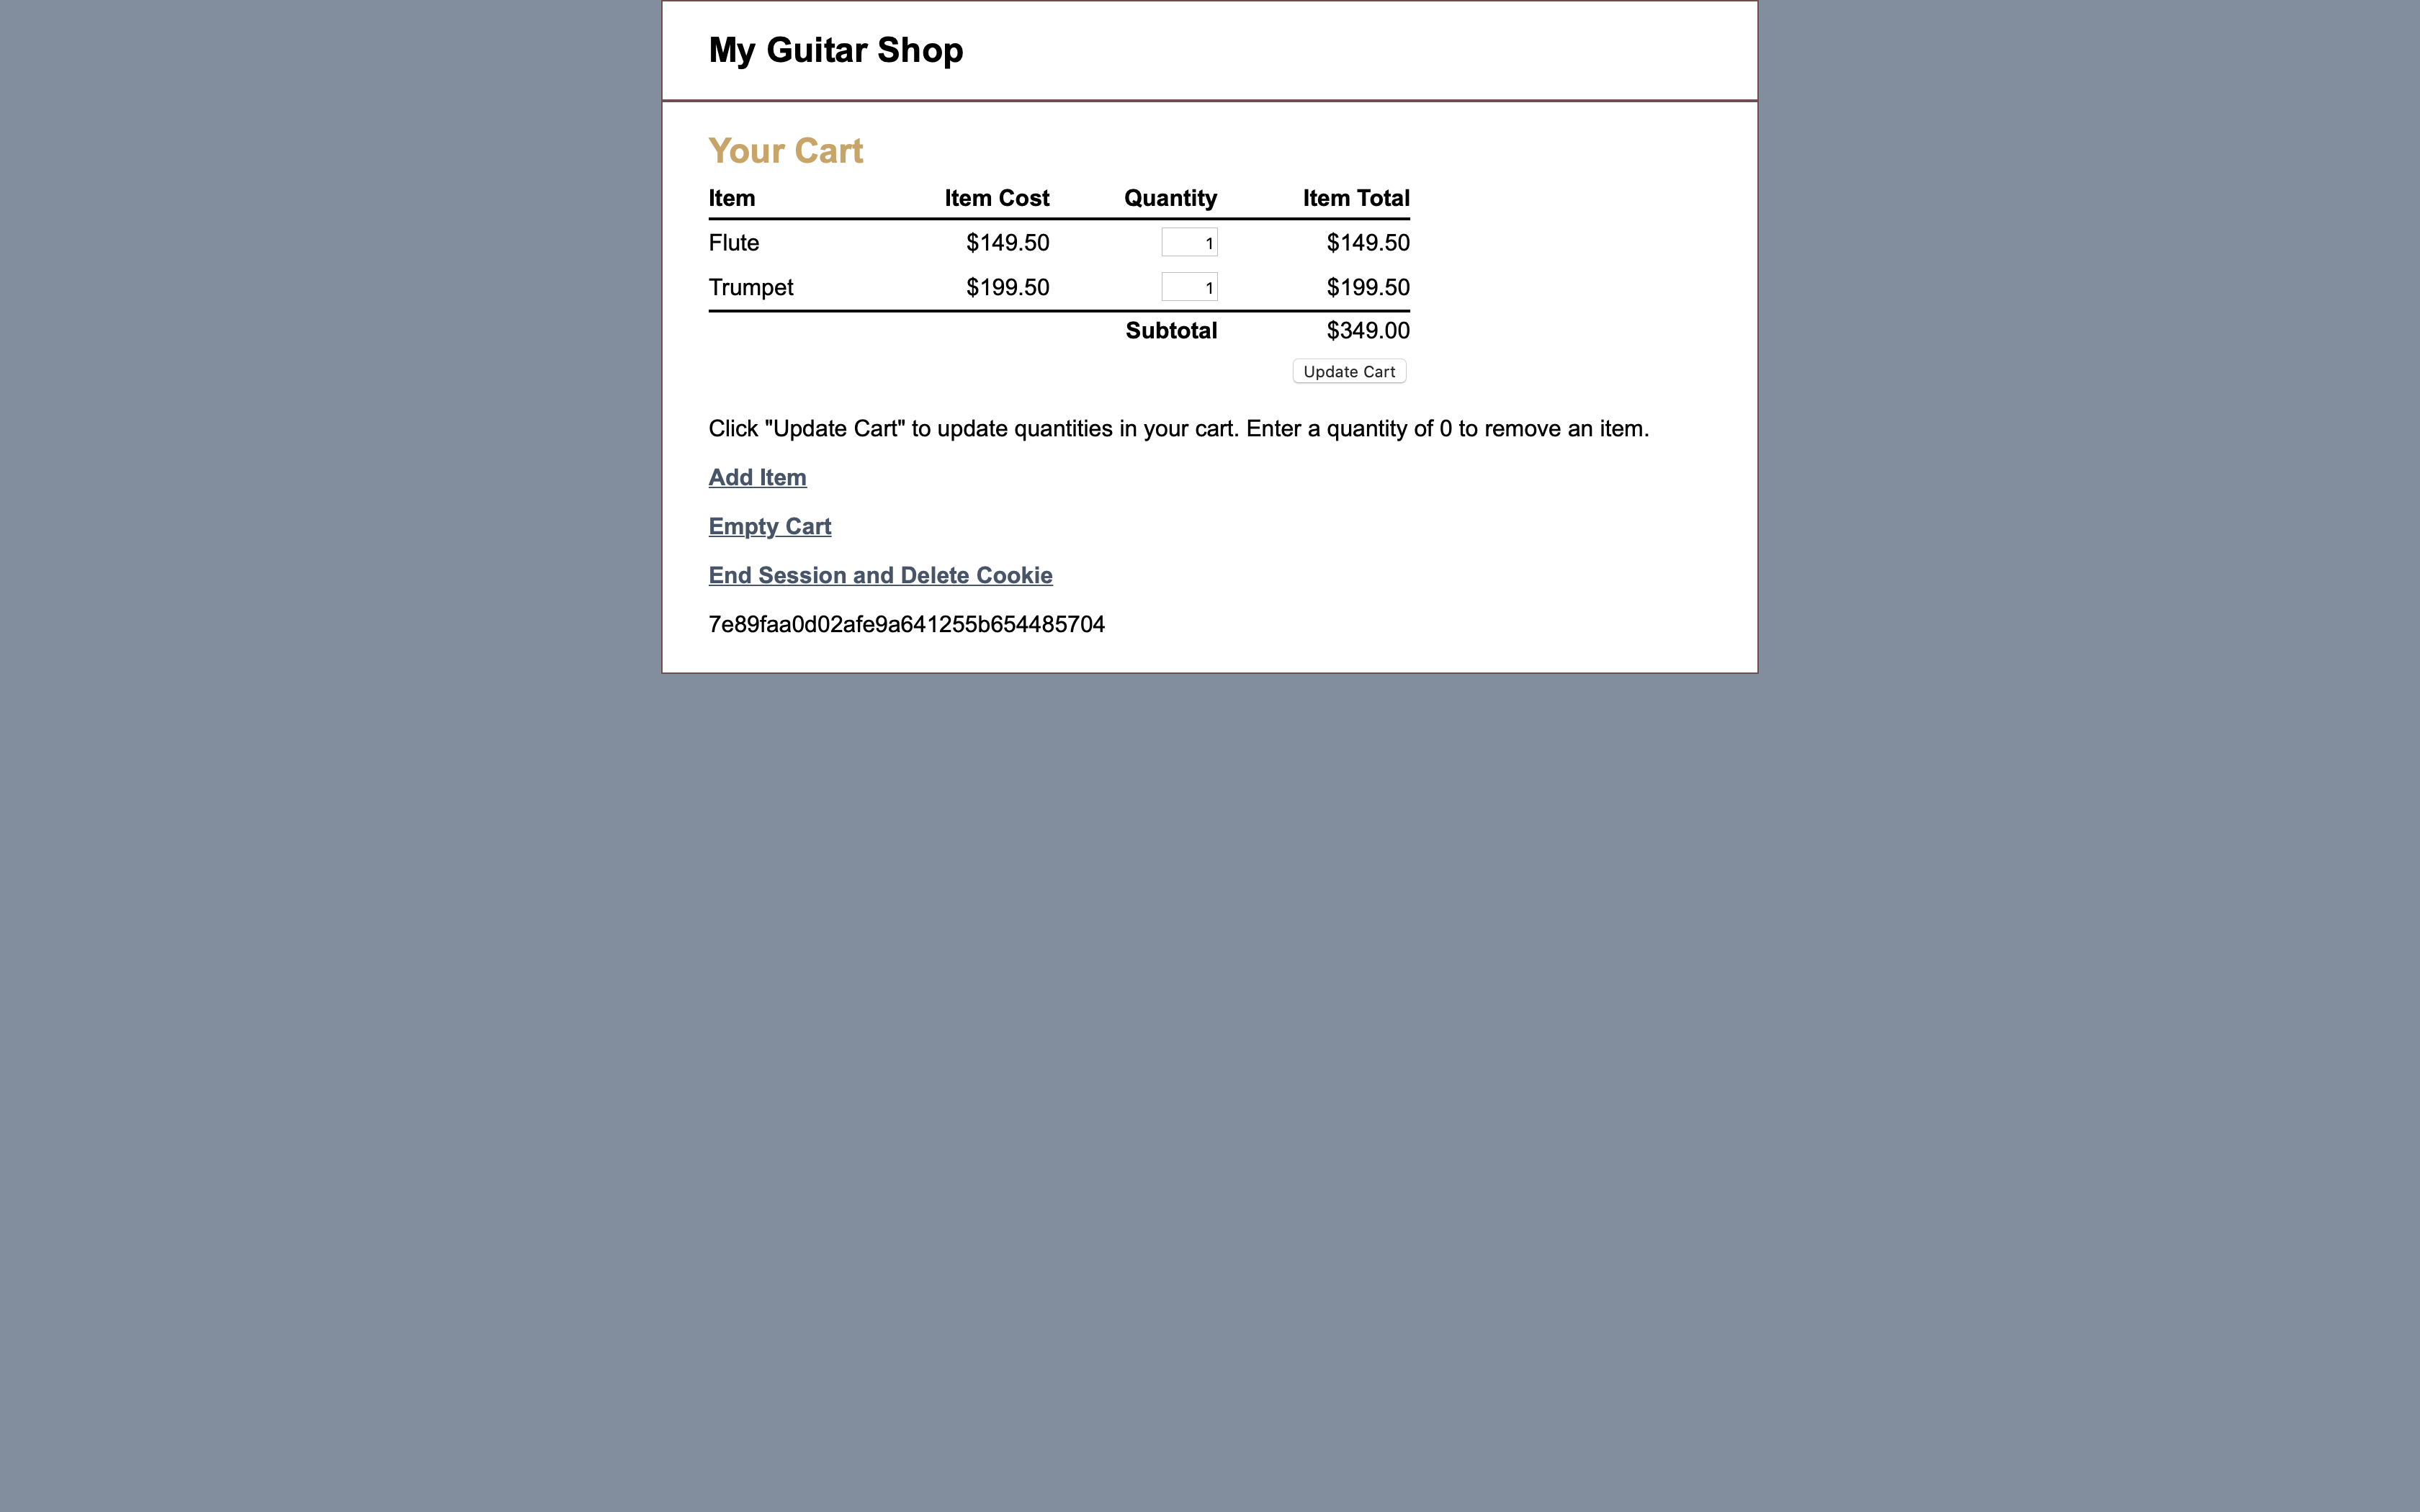 My Guitar Shop
Your Cart
Item Item Cost Quantity Item Total
Flute $149.50 1 $149.50
Trumpet $199.50 1 $199.50
Subtotal $349.00
Update Cart
Click "Update Cart" to update quantities in your cart. Enter a quantity of 0 to remove an item.
Add Item
Empty Cart
End Session and Delete Cookie
7e89faa0d02afe9a641255b654485704